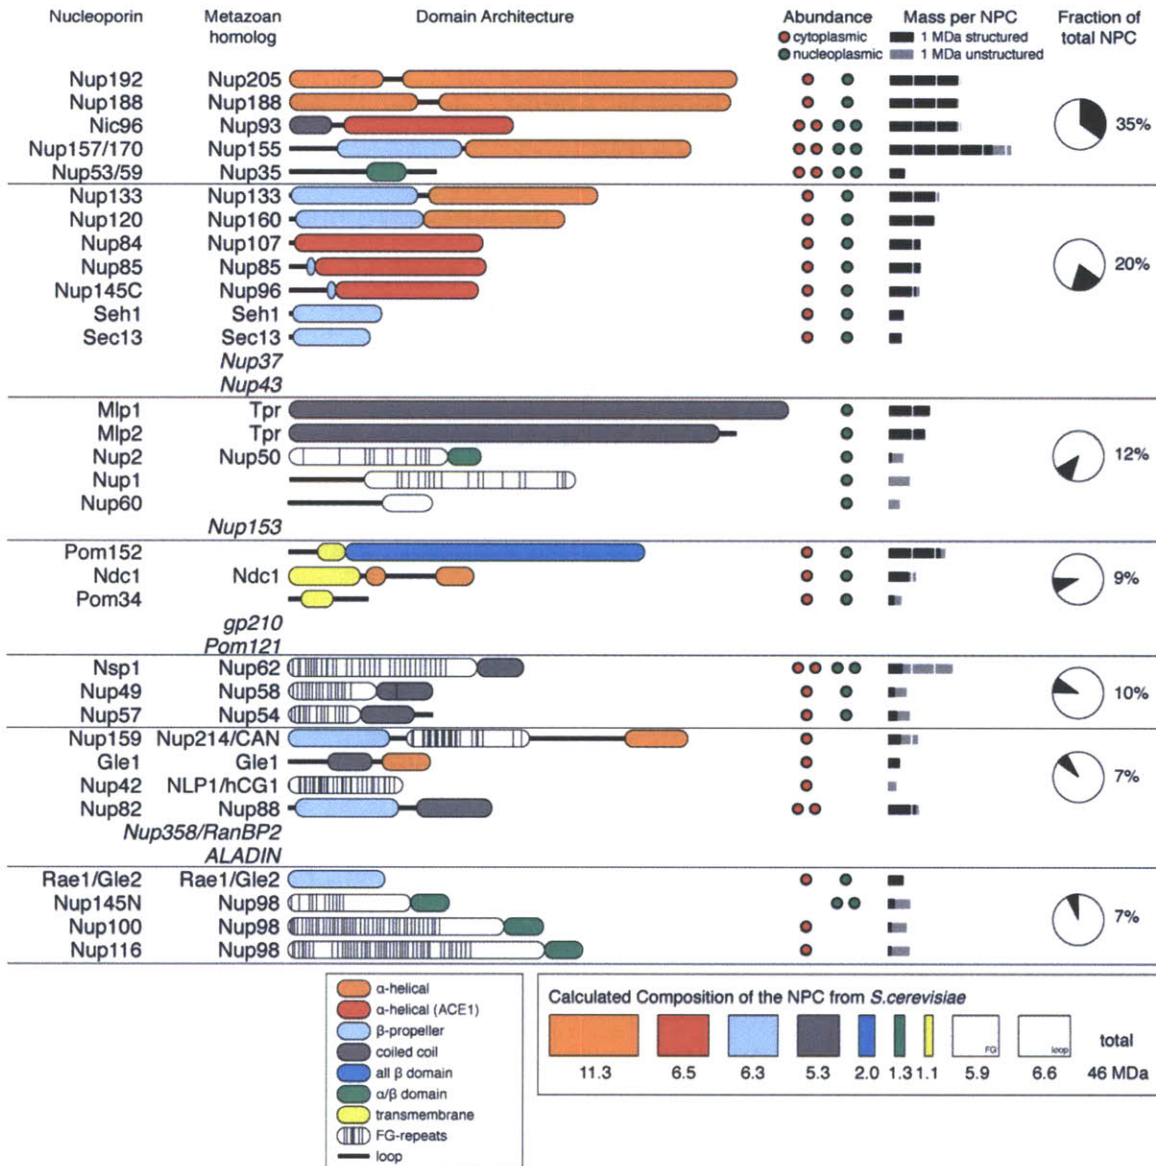 Nucleoporin Metazoan homolog Domain Architecture Abundance Mass per NPC Fraction of total NPC
cytoplasmic 1 MDa structured
nucleoplasmic 1 MDa unstructured
Nup192 Nup205
Nup188 Nup188
Nic96 Nup93
35%
Nup157/170 Nup155
Nup53/59 Nup35
Nup133 Nup133
Nup120 Nup160
Nup84 Nup107
Nup85 Nup85
20%
Nup145C Nup96
Seh1 Seh1
Sec13 Sec13
Nup37
Nup43
Mlp1 Tpr
Mlp2 Tpr
Nup2 Nup50
12%
Nup1
Nup60
Nup153
Pom152
Ndc1 Ndc1
9%
Pom34
gp210
Pom121
Nsp1 Nup62
Nup49 Nup58
10%
Nup57 Nup54
Nup159 Nup214/CAN
Gle1 Gle1
7%
Nup42 NLP1/hCG1
Nup82 Nup88
Nup358/RanBP2
ALADIN
Rae1/Gle2 Rae1/Gle2
Nup145N Nup98
7%
Nup100 Nup98
Nup116 Nup98
α-helical
α-helical (ACE1)
β-propeller
coiled coil
all β domain
α/β domain
transmembrane
FG-repeats
loop
Calculated Composition of the NPC from S.cerevisiae
FG loop total
11.3 6.5 6.3 5.3 2.0 1.3 1.1 5.9 6.6 46 MDa